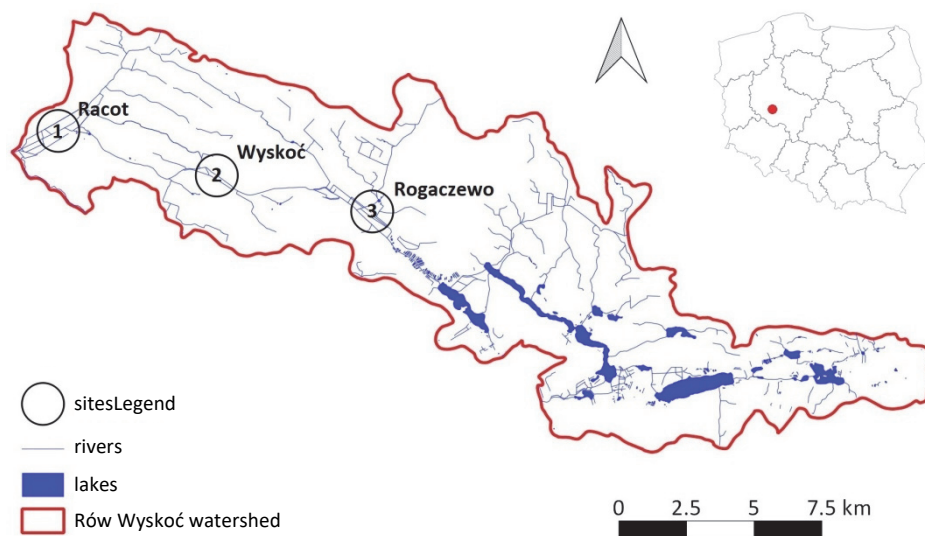 Racot
1
Wyskoć
2
Rogaczewo
3
sitesLegend
rivers
lakes
Rów Wyskoć watershed
0 2.5 5 7.5 km